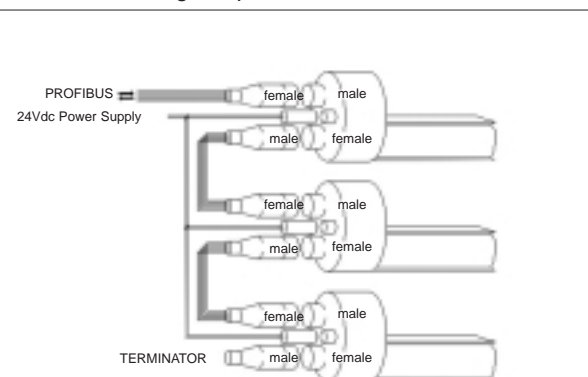 PROFIBUS
female male
24Vdc Power Supply
male female
female male
male female
female male
TERMINATOR male female